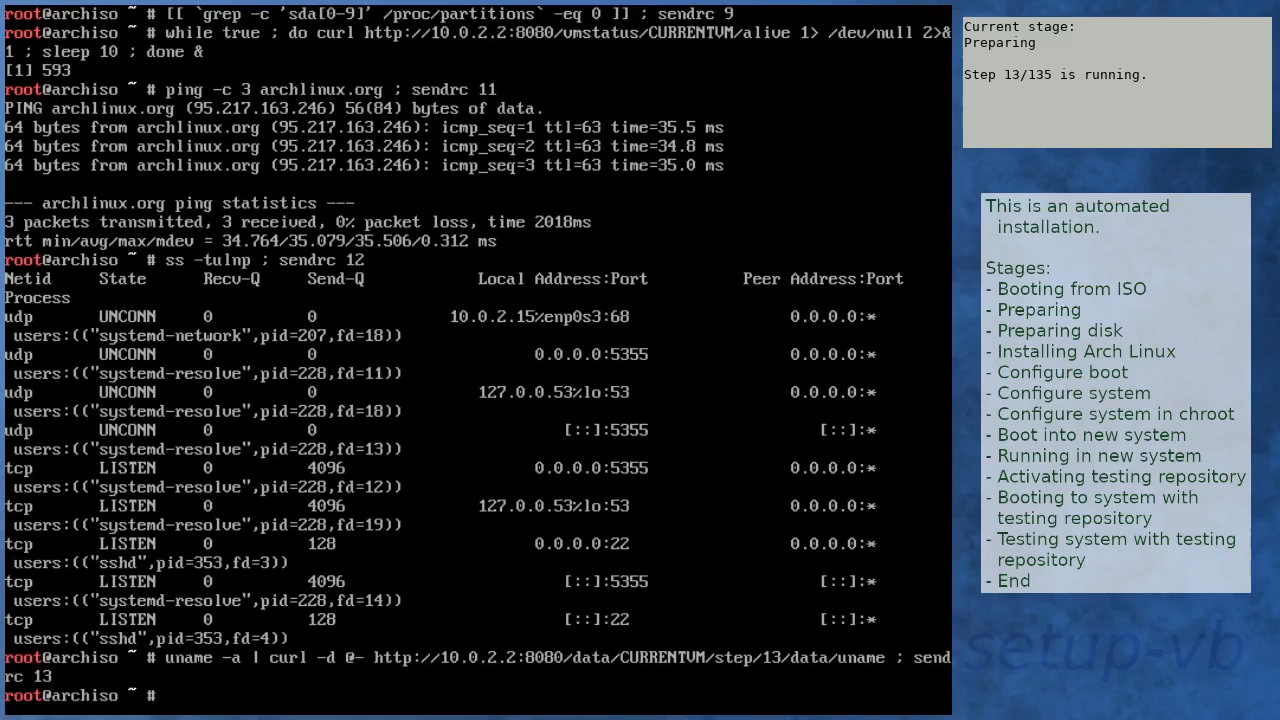 root@archiso ~ # [[ `grep -c 'sda[0-9]' /proc/partitions` -eq 0 ]] ; sendrc 9
root@archiso ~ # while true ; do curl http://10.0.2.2:8080/vmstatus/CURRENTVM/alive 1> /dev/null 2>&
1 ; sleep 10 ; done &
[1] 593
root@archiso ~ # ping -c 3 archlinux.org ; sendrc 11
PING archlinux.org (95.217.163.246) 56(84) bytes of data.
64 bytes from archlinux.org (95.217.163.246): icmp_seq=1 ttl=63 time=35.5 ms
64 bytes from archlinux.org (95.217.163.246): icmp_seq=2 ttl=63 time=34.8 ms
64 bytes from archlinux.org (95.217.163.246): icmp_seq=3 ttl=63 time=35.0 ms
--- archlinux.org ping statistics ---
3 packets transmitted, 3 received, 0% packet loss, time 2018ms
rtt min/avg/max/mdev = 34.764/35.079/35.506/0.312 ms
root@archiso ~ # ss -tulnp ; sendrc 12
Netid State Recv-Q Send-Q Local Address:Port Peer Address:Port
Process
udp UNCONN 0 0 10.0.2.15%enp0s3:68 0.0.0.0:*
users:(("systemd-network",pid=207,fd=18))
udp UNCONN 0 0 0.0.0.0:5355 0.0.0.0:*
users:(("systemd-resolve",pid=228,fd=11))
udp UNCONN 0 0 127.0.0.53%lo:53 0.0.0.0:*
users:(("systemd-resolve",pid=228,fd=18))
udp UNCONN 0 0 [::]:5355 [::]:*
users:(("systemd-resolve",pid=228,fd=13))
tcp LISTEN 0 4096 0.0.0.0:5355 0.0.0.0:*
users:(("systemd-resolve",pid=228,fd=12))
tcp LISTEN 0 4096 127.0.0.53%lo:53 0.0.0.0:*
users:(("systemd-resolve",pid=228,fd=19))
tcp LISTEN 0 128 0.0.0.0:22 0.0.0.0:*
users:(("sshd",pid=353,fd=3))
tcp LISTEN 0 4096 [::]:5355 [::]:*
users:(("systemd-resolve",pid=228,fd=14))
tcp LISTEN 0 128 [::]:22 [::]:*
users:(("sshd",pid=353,fd=4))
root@archiso ~ # uname -a | curl -d @- http://10.0.2.2:8080/data/CURRENTVM/step/13/data/uname ; send
rc 13
root@archiso ~ #
Current stage:
Preparing
Step 13/135 is running.
This is an automated
installation.
Stages:
- Booting from ISO
- Preparing
- Preparing disk
- Installing Arch Linux
- Configure boot
- Configure system
- Configure system in chroot
- Boot into new system
- Running in new system
- Activating testing repository
- Booting to system with
testing repository
- Testing system with testing
repository
- End
setup-vb